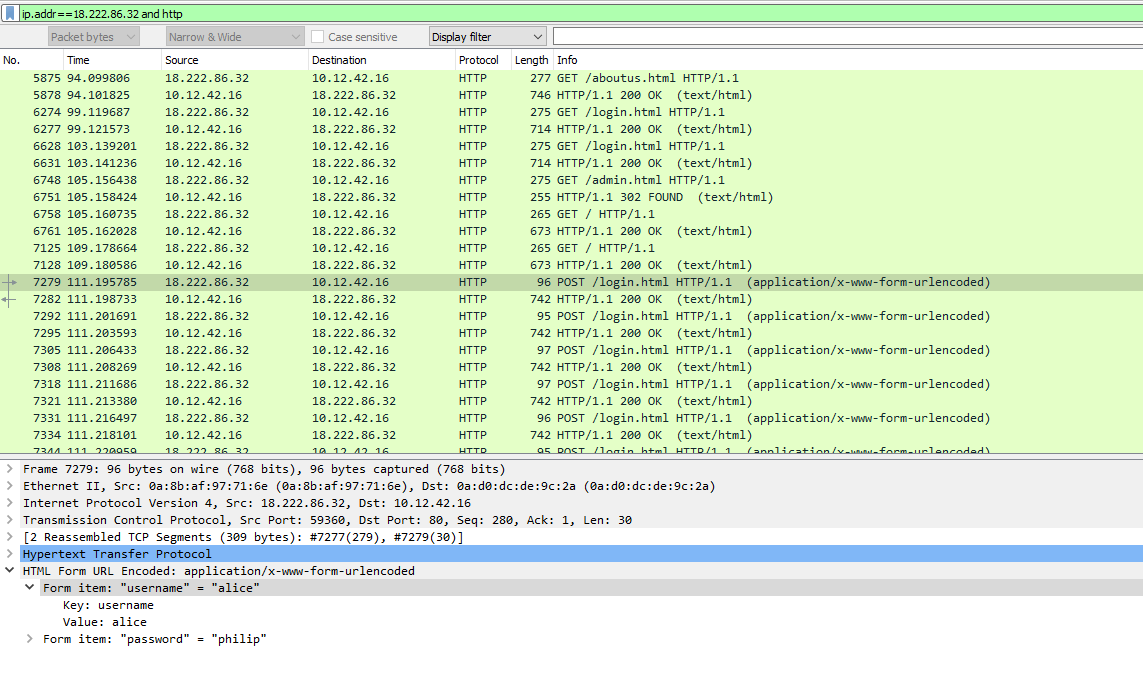 ip.addr==18.222.86.32 and http
Packet bytes Narrow & Wide Case sensitive Display filter
No. Time Source Destination Protocol Length Info
5875 94.099806 18.222.86.32 10.12.42.16 HTTP 277 GET /aboutus.html HTTP/1.1
5878 94.101825 10.12.42.16 18.222.86.32 HTTP 746 HTTP/1.1 200 OK (text/html)
6274 99.119687 18.222.86.32 10.12.42.16 HTTP 275 GET /login.html HTTP/1.1
6277 99.121573 10.12.42.16 18.222.86.32 HTTP 714 HTTP/1.1 200 OK (text/html)
6628 103.139201 18.222.86.32 10.12.42.16 HTTP 275 GET /login.html HTTP/1.1
6631 103.141236 10.12.42.16 18.222.86.32 HTTP 714 HTTP/1.1 200 OK (text/html)
6748 105.156438 18.222.86.32 10.12.42.16 HTTP 275 GET /admin.html HTTP/1.1
6751 105.158424 10.12.42.16 18.222.86.32 HTTP 255 HTTP/1.1 302 FOUND (text/html)
6758 105.160735 18.222.86.32 10.12.42.16 HTTP 265 GET / HTTP/1.1
6761 105.162028 10.12.42.16 18.222.86.32 HTTP 673 HTTP/1.1 200 OK (text/html)
7125 109.178664 18.222.86.32 10.12.42.16 HTTP 265 GET / HTTP/1.1
7128 109.180586 10.12.42.16 18.222.86.32 HTTP 673 HTTP/1.1 200 OK (text/html)
7279 111.195785 18.222.86.32 10.12.42.16 HTTP 96 POST /login.html HTTP/1.1 (application/x-www-form-urlencoded)
7282 111.198733 10.12.42.16 18.222.86.32 HTTP 742 HTTP/1.1 200 OK (text/html)
7292 111.201691 18.222.86.32 10.12.42.16 HTTP 95 POST /login.html HTTP/1.1 (application/x-www-form-urlencoded)
7295 111.203593 10.12.42.16 18.222.86.32 HTTP 742 HTTP/1.1 200 OK (text/html)
7305 111.206433 18.222.86.32 10.12.42.16 HTTP 97 POST /login.html HTTP/1.1 (application/x-www-form-urlencoded)
7308 111.208269 10.12.42.16 18.222.86.32 HTTP 742 HTTP/1.1 200 OK (text/html)
7318 111.211686 18.222.86.32 10.12.42.16 HTTP 97 POST /login.html HTTP/1.1 (application/x-www-form-urlencoded)
7321 111.213380 10.12.42.16 18.222.86.32 HTTP 742 HTTP/1.1 200 OK (text/html)
7331 111.216497 18.222.86.32 10.12.42.16 HTTP 96 POST /login.html HTTP/1.1 (application/x-www-form-urlencoded)
7334 111.218101 10.12.42.16 18.222.86.32 HTTP 742 HTTP/1.1 200 OK (text/html)
7344 111.220959 18.222.86.32 10.12.42.16 HTTP 95 POST /login.html HTTP/1.1 (application/x-www-form-urlencoded)
Frame 7279: 96 bytes on wire (768 bits), 96 bytes captured (768 bits)
Ethernet II, Src: 0a:8b:af:97:71:6e (0a:8b:af:97:71:6e), Dst: 0a:d0:dc:de:9c:2a (0a:d0:dc:de:9c:2a)
Internet Protocol Version 4, Src: 18.222.86.32, Dst: 10.12.42.16
Transmission Control Protocol, Src Port: 59360, Dst Port: 80, Seq: 280, Ack: 1, Len: 30
[2 Reassembled TCP Segments (309 bytes): #7277(279), #7279(30)]
Hypertext Transfer Protocol
HTML Form URL Encoded: application/x-www-form-urlencoded
Form item: "username" = "alice"
Key: username
Value: alice
Form item: "password" = "philip"